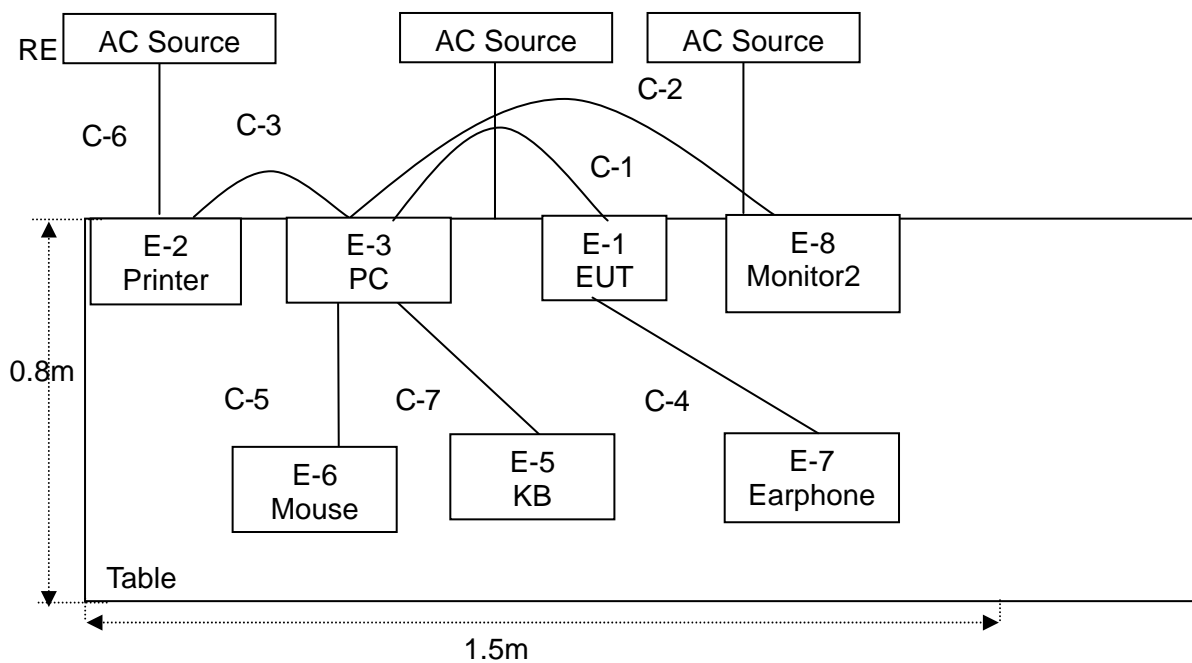 RE
AC Source
AC Source
AC Source
C-2
C-3
C-6
C-1
E-2
Printer
E-3
PC
E-1
EUT
E-8
Monitor2
0.8m
C-5
C-7
C-4
E-6
Mouse
E-5
KB
E-7
Earphone
Table
1.5m